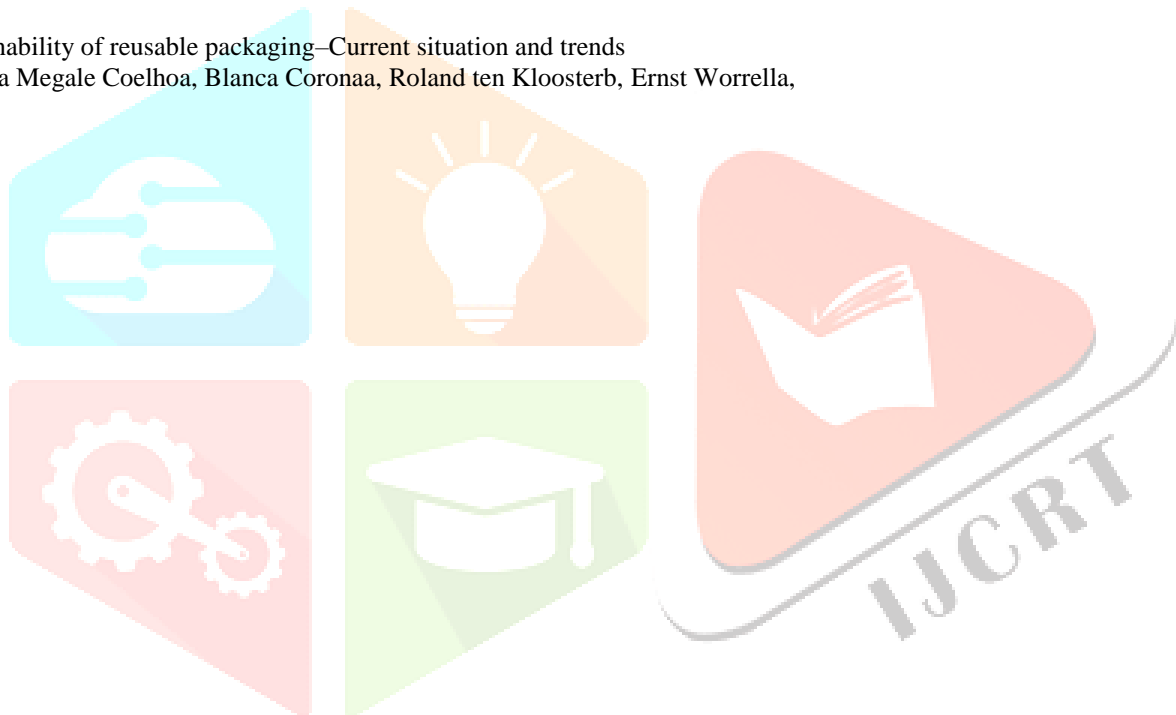 nability of reusable packaging–Current situation and trends
a Megale Coelhoa, Blanca Coronaa, Roland ten Kloosterb, Ernst Worrella,
IJCRT